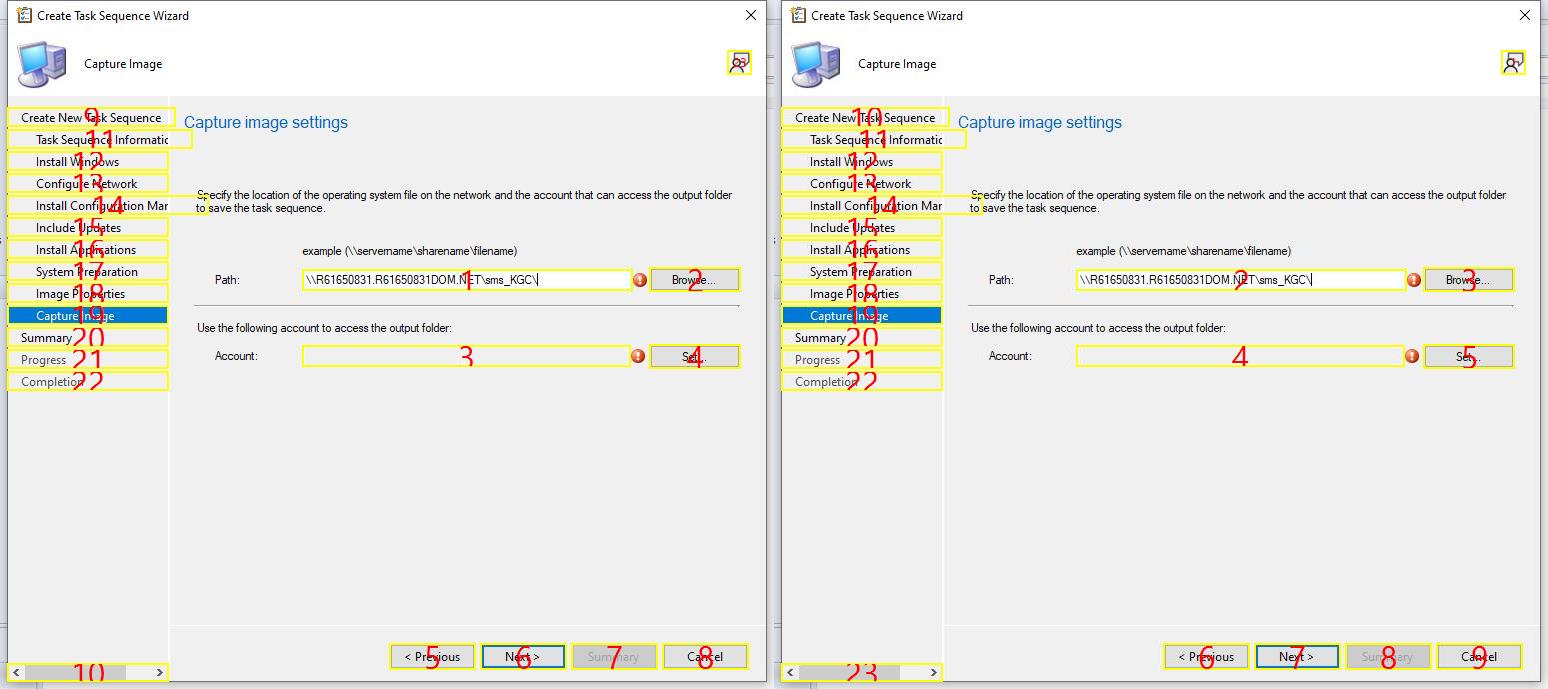 Create Task Sequence Wizard
Capture Image
23
Create New Task Sequence
9
Task Sequence Informatic
11
Install Windows
12
Configure Network
13
Install Configuration Mar
14
Include Updates
15
Install Applications
16
System Preparation
17
Image Properties
18
Capture Image
19
Summary
20
Progress
21
Completion
22
10
Capture image settings
Specify the location of the operating system file on the network and the account that can access the output folder
to save the task sequence.
example (\\servername\sharename\filename)
Path:
\\R61650831.R61650831DOM.NET\sms_KGC\
1
Browse...
2
Use the following account to access the output folder:
Account:
3
Set...
4
< Previous
5
Next >
6
Summary
7
Cancel
8
Create Task Sequence Wizard
Capture Image
1
Create New Task Sequence
10
Task Sequence Informatic
11
Install Windows
12
Configure Network
13
Install Configuration Mar
14
Include Updates
15
Install Applications
16
System Preparation
17
Image Properties
18
Capture Image
19
Summary
20
Progress
21
Completion
22
23
Capture image settings
Specify the location of the operating system file on the network and the account that can access the output folder
to save the task sequence.
example (\\servername\sharename\filename)
Path:
\\R61650831.R61650831DOM.NET\sms_KGC\
2
Browse...
3
Use the following account to access the output folder:
Account:
4
Set...
5
< Previous
6
Next >
7
Summary
8
Cancel
9